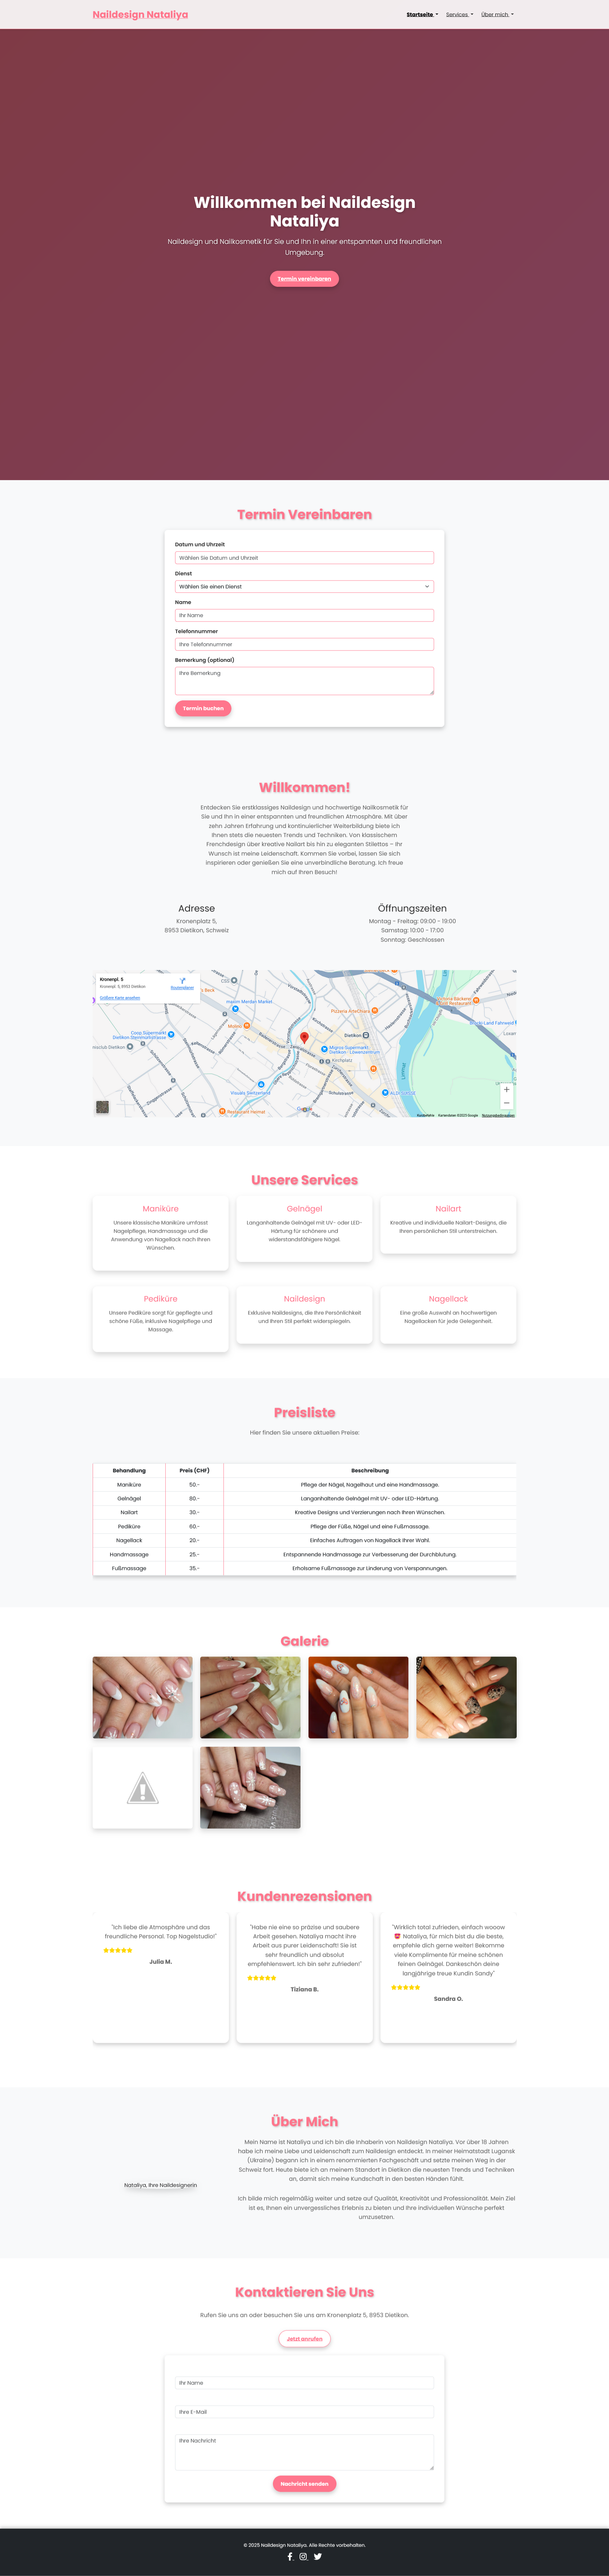 Naildesign Nataliya
Startseite
Services
Über mich
Willkommen bei Naildesign
Nataliya
Naildesign und Nailkosmetik für Sie und Ihn in einer entspannten und freundlichen
Umgebung.
Termin vereinbaren
Termin Vereinbaren
Datum und Uhrzeit
Wählen Sie Datum und Uhrzeit
Dienst
Wählen Sie einen Dienst
Name
Ihr Name
Telefonnummer
Ihre Telefonnummer
Bemerkung (optional)
Ihre Bemerkung
Termin buchen
Willkommen!
Entdecken Sie erstklassiges Naildesign und hochwertige Nailkosmetik für
Sie und Ihn in einer entspannten und freundlichen Atmosphäre. Mit über
zehn Jahren Erfahrung und kontinuierlicher Weiterbildung biete ich
Ihnen stets die neuesten Trends und Techniken. Von klassischem
Frenchdesign über kreative Nailart bis hin zu eleganten Stilettos – Ihr
Wunsch ist meine Leidenschaft. Kommen Sie vorbei, lassen Sie sich
inspirieren oder genießen Sie eine unverbindliche Beratung. Ich freue
mich auf Ihren Besuch!
Adresse
Kronenplatz 5,
8953 Dietikon, Schweiz
Öffnungszeiten
Montag - Freitag: 09:00 - 19:00
Samstag: 10:00 - 17:00
Sonntag: Geschlossen
Kronenpl. 5
Kronenpl. 5, 8953 Dietikon
Routenplaner
Größere Karte ansehen
Coop Supermarkt
Dietikon Zentrumstrasse
Pizzeria Arte Chiara
Dietikon
Migros-Supermarkt
Dietikon - Löwenzentrum
Kirchplatz
Visuals Switzerland
Restaurant Heimat
ALDI SUISSE
Google
Unsere Services
Maniküre
Unsere klassische Maniküre umfasst
Nagelpflege, Handmassage und die
Anwendung von Nagellack nach Ihren
Wünschen.
Gelnägel
Langanhaltende Gelnägel mit UV- oder LED-
Härtung für schönere und
widerstandsfähigere Nägel.
Nailart
Kreative und individuelle Nailart-Designs, die
Ihren persönlichen Stil unterstreichen.
Pediküre
Unsere Pediküre sorgt für gepflegte und
schöne Füße, inklusive Nagelpflege und
Massage.
Naildesign
Exklusive Naildesigns, die Ihre Persönlichkeit
und Ihren Stil perfekt widerspiegeln.
Nagellack
Eine große Auswahl an hochwertigen
Nagellacken für jede Gelegenheit.
Preisliste
Hier finden Sie unsere aktuellen Preise:
Behandlung Preis (CHF) Beschreibung
Maniküre 50.- Pflege der Nägel, Nagelhaut und eine Handmassage.
Gelnägel 80.- Langanhaltende Gelnägel mit UV- oder LED-Härtung.
Nailart 30.- Kreative Designs und Verzierungen nach Ihren Wünschen.
Pediküre 60.- Pflege der Füße, Nägel und eine Fußmassage.
Nagellack 20.- Einfaches Auftragen von Nagellack Ihrer Wahl.
Handmassage 25.- Entspannende Handmassage zur Verbesserung der Durchblutung.
Fußmassage 35.- Erholsame Fußmassage zur Linderung von Verspannungen.
Galerie
Kundenrezensionen
"Ich liebe die Atmosphäre und das
freundliche Personal. Top Nagelstudio!"
Julia M.
"Habe nie eine so präzise und saubere
Arbeit gesehen. Nataliya macht ihre
Arbeit aus purer Leidenschaft! Sie ist
sehr freundlich und absolut
empfehlenswert. Ich bin sehr zufrieden!"
Tiziana B.
"Wirklich total zufrieden, einfach wooow
Nataliya, für mich bist du die beste,
empfehle dich gerne weiter! Bekomme
viele Komplimente für meine schönen
feinen Gelnägel. Dankeschön deine
langjährige treue Kundin Sandy"
Sandra O.
Über Mich
Nataliya, Ihre Naildesignerin
Mein Name ist Nataliya und ich bin die Inhaberin von Naildesign Nataliya. Vor über 18 Jahren
habe ich meine Liebe und Leidenschaft zum Naildesign entdeckt. In meiner Heimatstadt Lugansk
(Ukraine) begann ich in einem renommierten Fachgeschäft und setzte meinen Weg in der
Schweiz fort. Heute biete ich an meinem Standort in Dietikon die neuesten Trends und Techniken
an, damit sich meine Kundschaft in den besten Händen fühlt.
Ich bilde mich regelmäßig weiter und setze auf Qualität, Kreativität und Professionalität. Mein Ziel
ist es, Ihnen ein unvergessliches Erlebnis zu bieten und Ihre individuellen Wünsche perfekt
umzusetzen.
Kontaktieren Sie Uns
Rufen Sie uns an oder besuchen Sie uns am Kronenplatz 5, 8953 Dietikon.
Jetzt anrufen
Ihr Name
Ihre E-Mail
Ihre Nachricht
Nachricht senden
© 2025 Naildesign Nataliya. Alle Rechte vorbehalten.